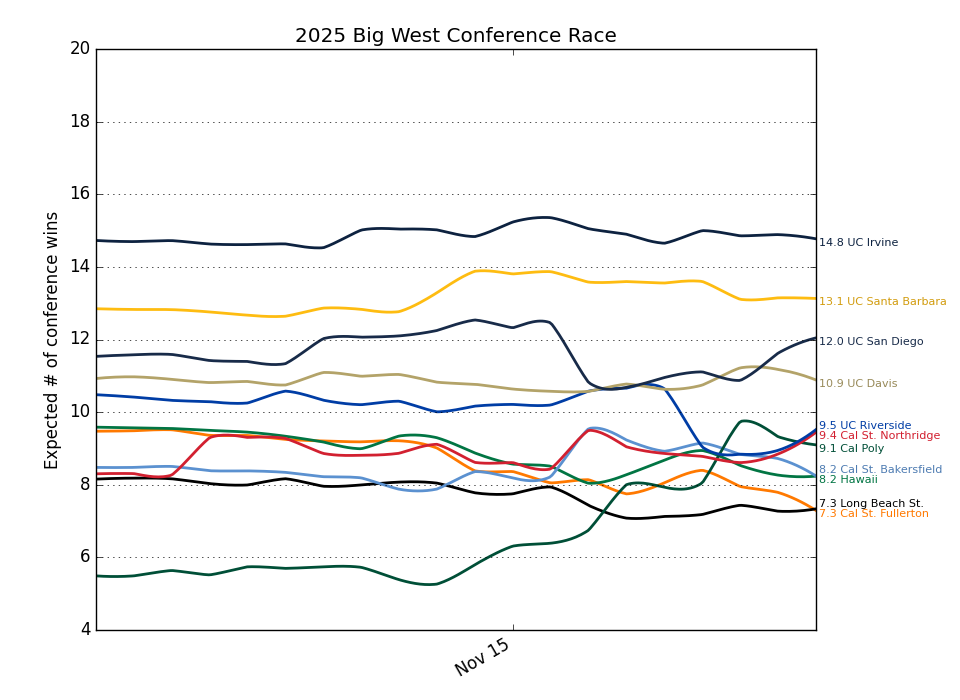 2025 Big West Conference Race
Expected # of conference wins
20
18
16
14
12
10
8
6
4
Nov 15
14.8 UC Irvine
13.1 UC Santa Barbara
12.0 UC San Diego
10.9 UC Davis
9.5 UC Riverside
9.4 Cal St. Northridge
9.1 Cal Poly
8.2 Cal St. Bakersfield
8.2 Hawaii
7.3 Long Beach St.
7.3 Cal St. Fullerton